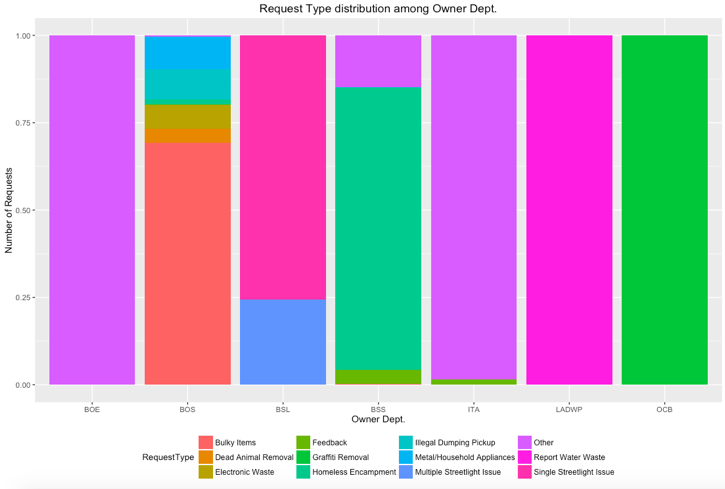 Request Type distribution among Owner Dept.
Number of Requests
1.00
0.75
0.50
0.25
0.00
BOE BOS BSL BSS ITA LADWP OCB
Owner Dept.
RequestType
Bulky Items Feedback Illegal Dumping Pickup Other
Dead Animal Removal Graffiti Removal Metal/Household Appliances Report Water Waste
Electronic Waste Homeless Encampment Multiple Streetlight Issue Single Streetlight Issue